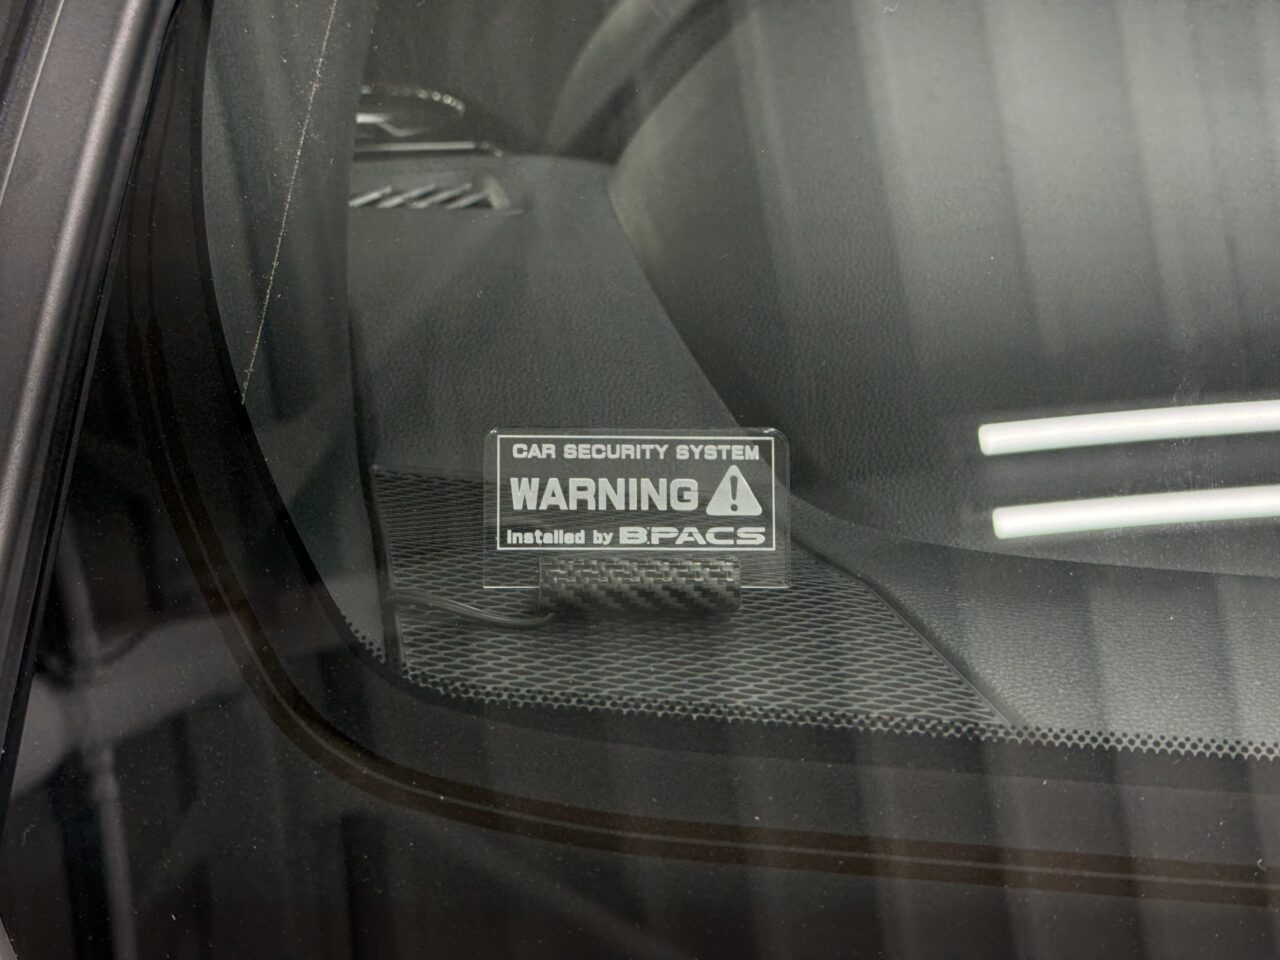 CAR SECURITY SYSTEM
WARNING
Installed by B'PACS